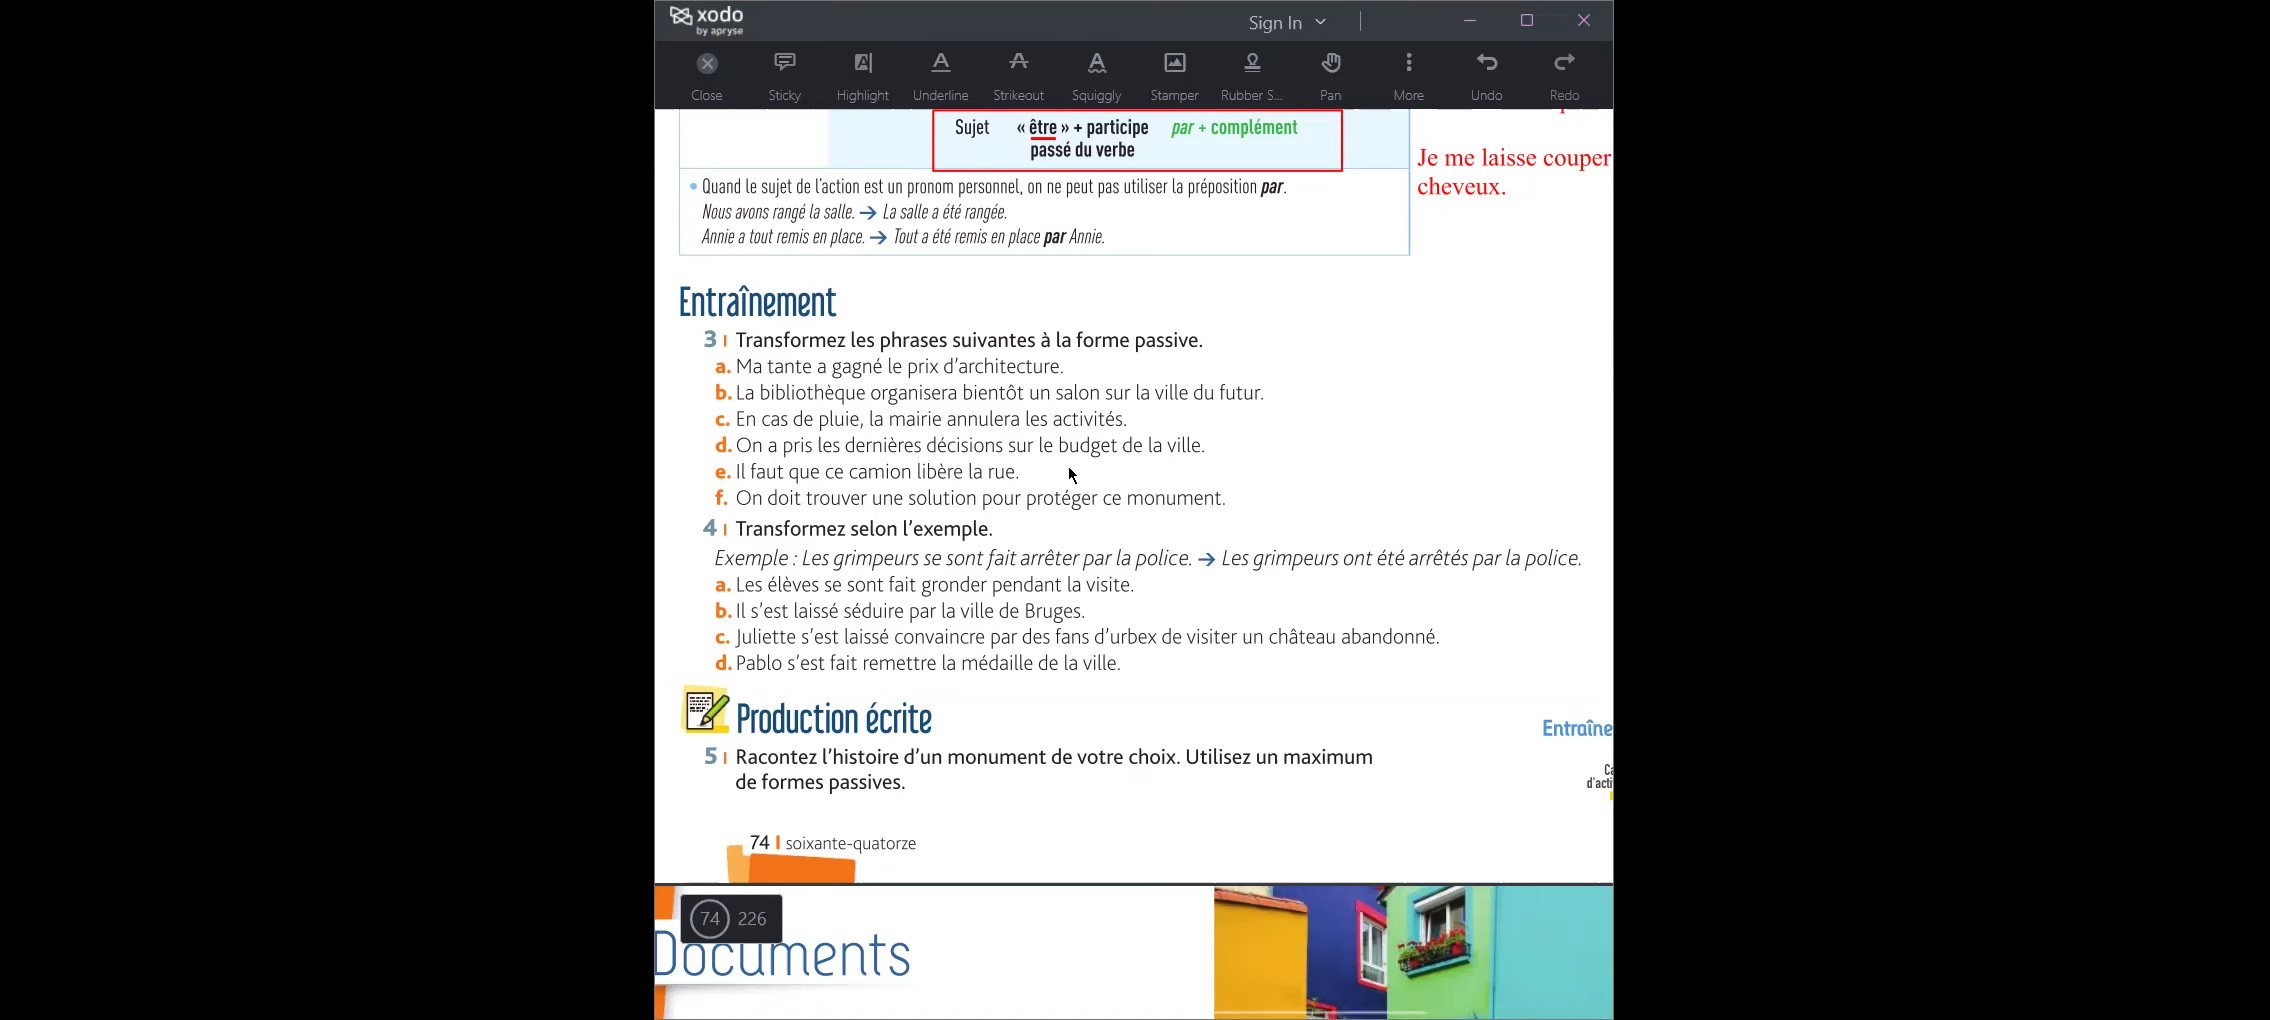 xodo
by apryse
Sign In
Close Sticky Highlight Underline Strikeout Squiggly Stamper Rubber S... Pan More Undo Redo
Sujet « être » + participe par + complément
passé du verbe
Je me laisse couper
cheveux.
• Quand le sujet de l'action est un pronom personnel, on ne peut pas utiliser la préposition par.
Nous avons rangé la salle. → La salle a été rangée.
Annie a tout remis en place. → Tout a été remis en place par Annie.
Entraînement
3 | Transformez les phrases suivantes à la forme passive.
a. Ma tante a gagné le prix d'architecture.
b. La bibliothèque organisera bientôt un salon sur la ville du futur.
c. En cas de pluie, la mairie annulera les activités.
d. On a pris les dernières décisions sur le budget de la ville.
e. Il faut que ce camion libère la rue.
f. On doit trouver une solution pour protéger ce monument.
4 | Transformez selon l'exemple.
Exemple : Les grimpeurs se sont fait arrêter par la police. → Les grimpeurs ont été arrêtés par la police.
a. Les élèves se sont fait gronder pendant la visite.
b. Il s'est laissé séduire par la ville de Bruges.
c. Juliette s'est laissé convaincre par des fans d'urbex de visiter un château abandonné.
d. Pablo s'est fait remettre la médaille de la ville.
Production écrite
Entraîne
5 | Racontez l'histoire d'un monument de votre choix. Utilisez un maximum
de formes passives.
Ca
d'acti
74 | soixante-quatorze
74 226
Documents